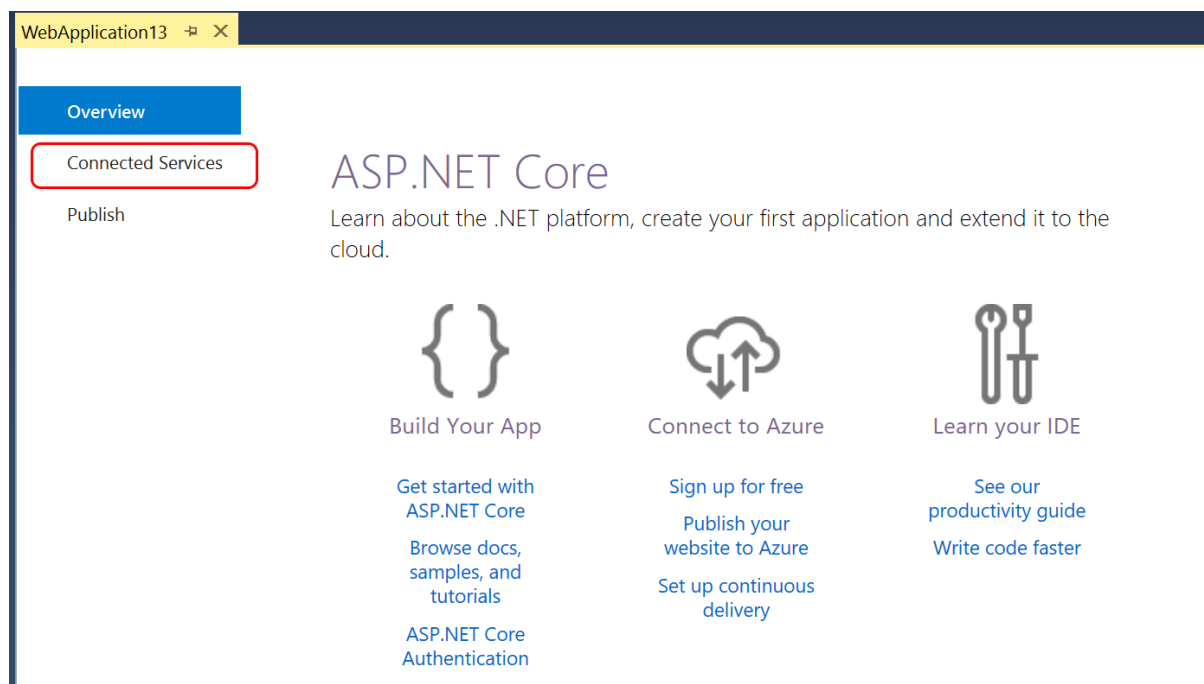 WebApplication13
Overview
Connected Services
Publish
ASP.NET Core
Learn about the .NET platform, create your first application and extend it to the
cloud.
Build Your App
Get started with
ASP.NET Core
Browse docs,
samples, and
tutorials
ASP.NET Core
Authentication
Connect to Azure
Sign up for free
Publish your
website to Azure
Set up continuous
delivery
Learn your IDE
See our
productivity guide
Write code faster